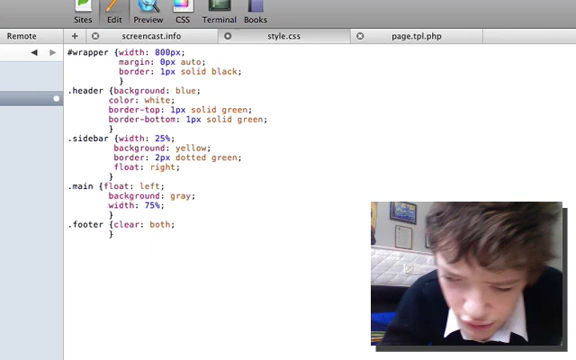 Sites Edit Preview CSS Terminal Books
Remote + screencast.info style.css page.tpl.php
#wrapper {width: 800px;
margin: 0px auto;
border: 1px solid black;
}
.header {background: blue;
color: white;
border-top: 1px solid green;
border-bottom: 1px solid green;
}
.sidebar {width: 25%;
background: yellow;
border: 2px dotted green;
float: right;
}
.main {float: left;
background: gray;
width: 75%;
}
.footer {clear: both;
}